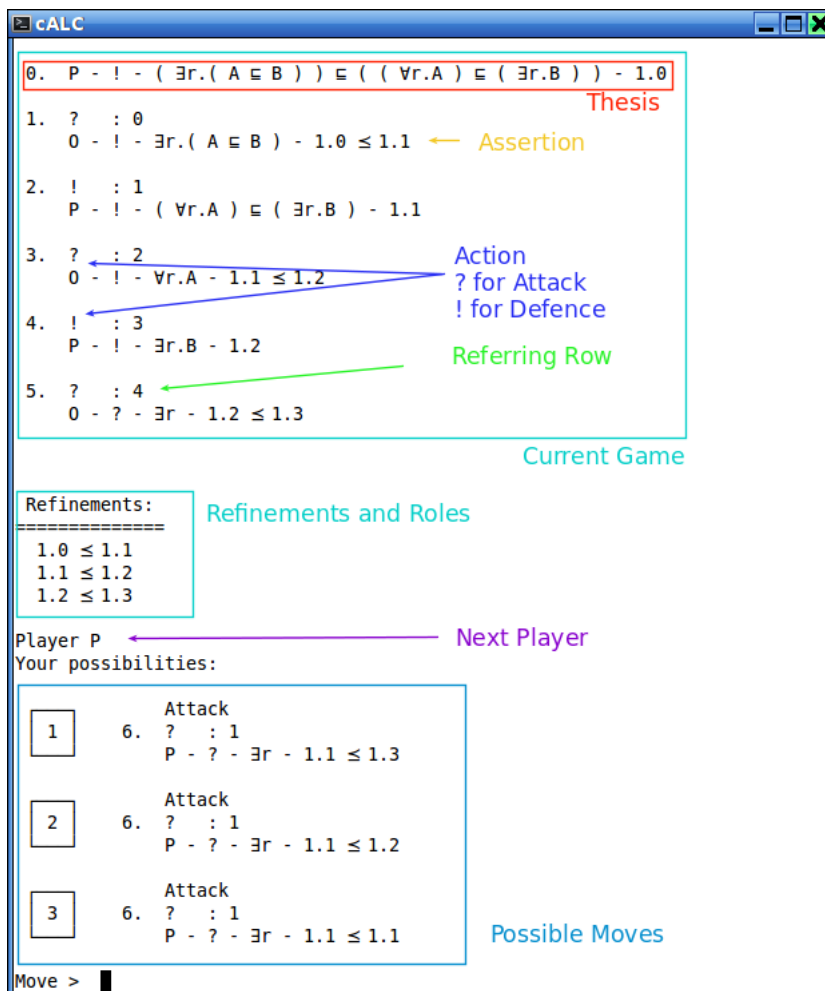 cALC
0. P - ! - ( ∃r.( A ⊑ B ) ) ⊑ ( ( ∀r.A ) ⊑ ( ∃r.B ) ) - 1.0
Thesis
1. ? : 0
O - ! - ∃r.( A ⊑ B ) - 1.0 ⪯ 1.1
Assertion
2. ! : 1
P - ! - ( ∀r.A ) ⊑ ( ∃r.B ) - 1.1
3. ? : 2
O - ! - ∀r.A - 1.1 ⪯ 1.2
Action
? for Attack
! for Defence
4. ! : 3
P - ! - ∃r.B - 1.2
Referring Row
5. ? : 4
O - ? - ∃r - 1.2 ⪯ 1.3
Current Game
Refinements:
==============
Refinements and Roles
1.0 ⪯ 1.1
1.1 ⪯ 1.2
1.2 ⪯ 1.3
Player P
Next Player
Your possibilities:
Attack
1 6. ? : 1
P - ? - ∃r - 1.1 ⪯ 1.3
Attack
2 6. ? : 1
P - ? - ∃r - 1.1 ⪯ 1.2
Attack
3 6. ? : 1
P - ? - ∃r - 1.1 ⪯ 1.1
Possible Moves
Move >